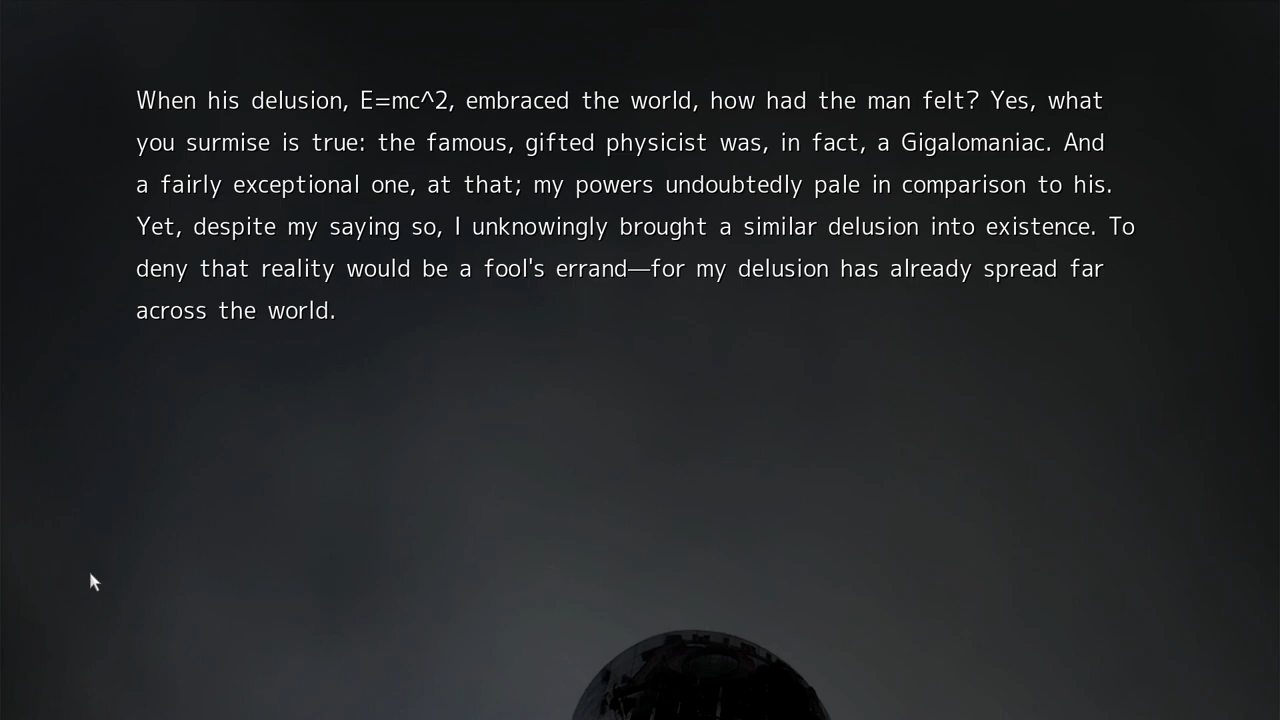 When his delusion, E=mc^2, embraced the world, how had the man felt? Yes, what
you surmise is true: the famous, gifted physicist was, in fact, a Gigalomaniac. And
a fairly exceptional one, at that; my powers undoubtedly pale in comparison to his.
Yet, despite my saying so, I unknowingly brought a similar delusion into existence. To
deny that reality would be a fool's errand—for my delusion has already spread far
across the world.